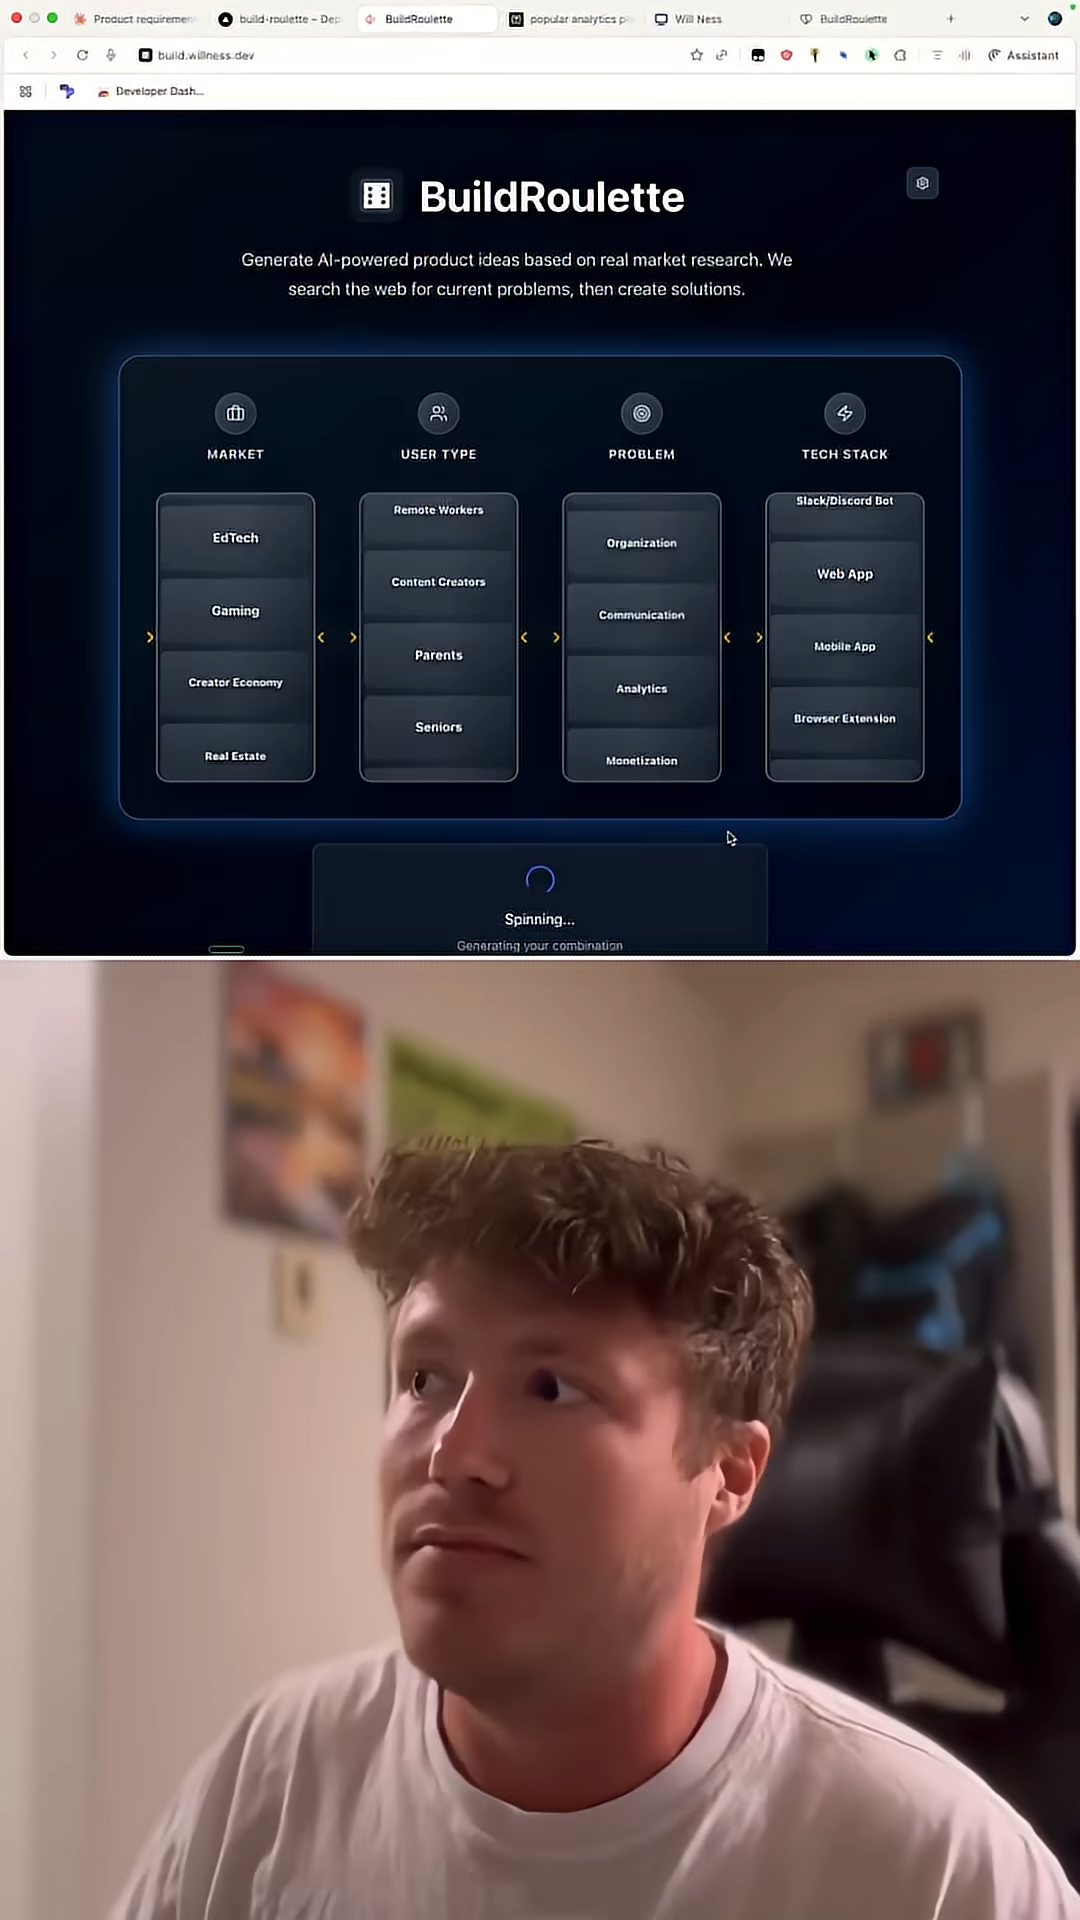 Product requiremen
build-roulette – Dep
BuildRoulette
popular analytics p
Will Ness
BuildRoulette
build.willness.dev
Assistant
Developer Dash...
BuildRoulette
Generate AI-powered product ideas based on real market research. We
search the web for current problems, then create solutions.
MARKET
USER TYPE
PROBLEM
TECH STACK
EdTech
Gaming
Creator Economy
Real Estate
Remote Workers
Content Creators
Parents
Seniors
Organization
Communication
Analytics
Monetization
Slack/Discord Bot
Web App
Mobile App
Browser Extension
Spinning...
Generating your combination